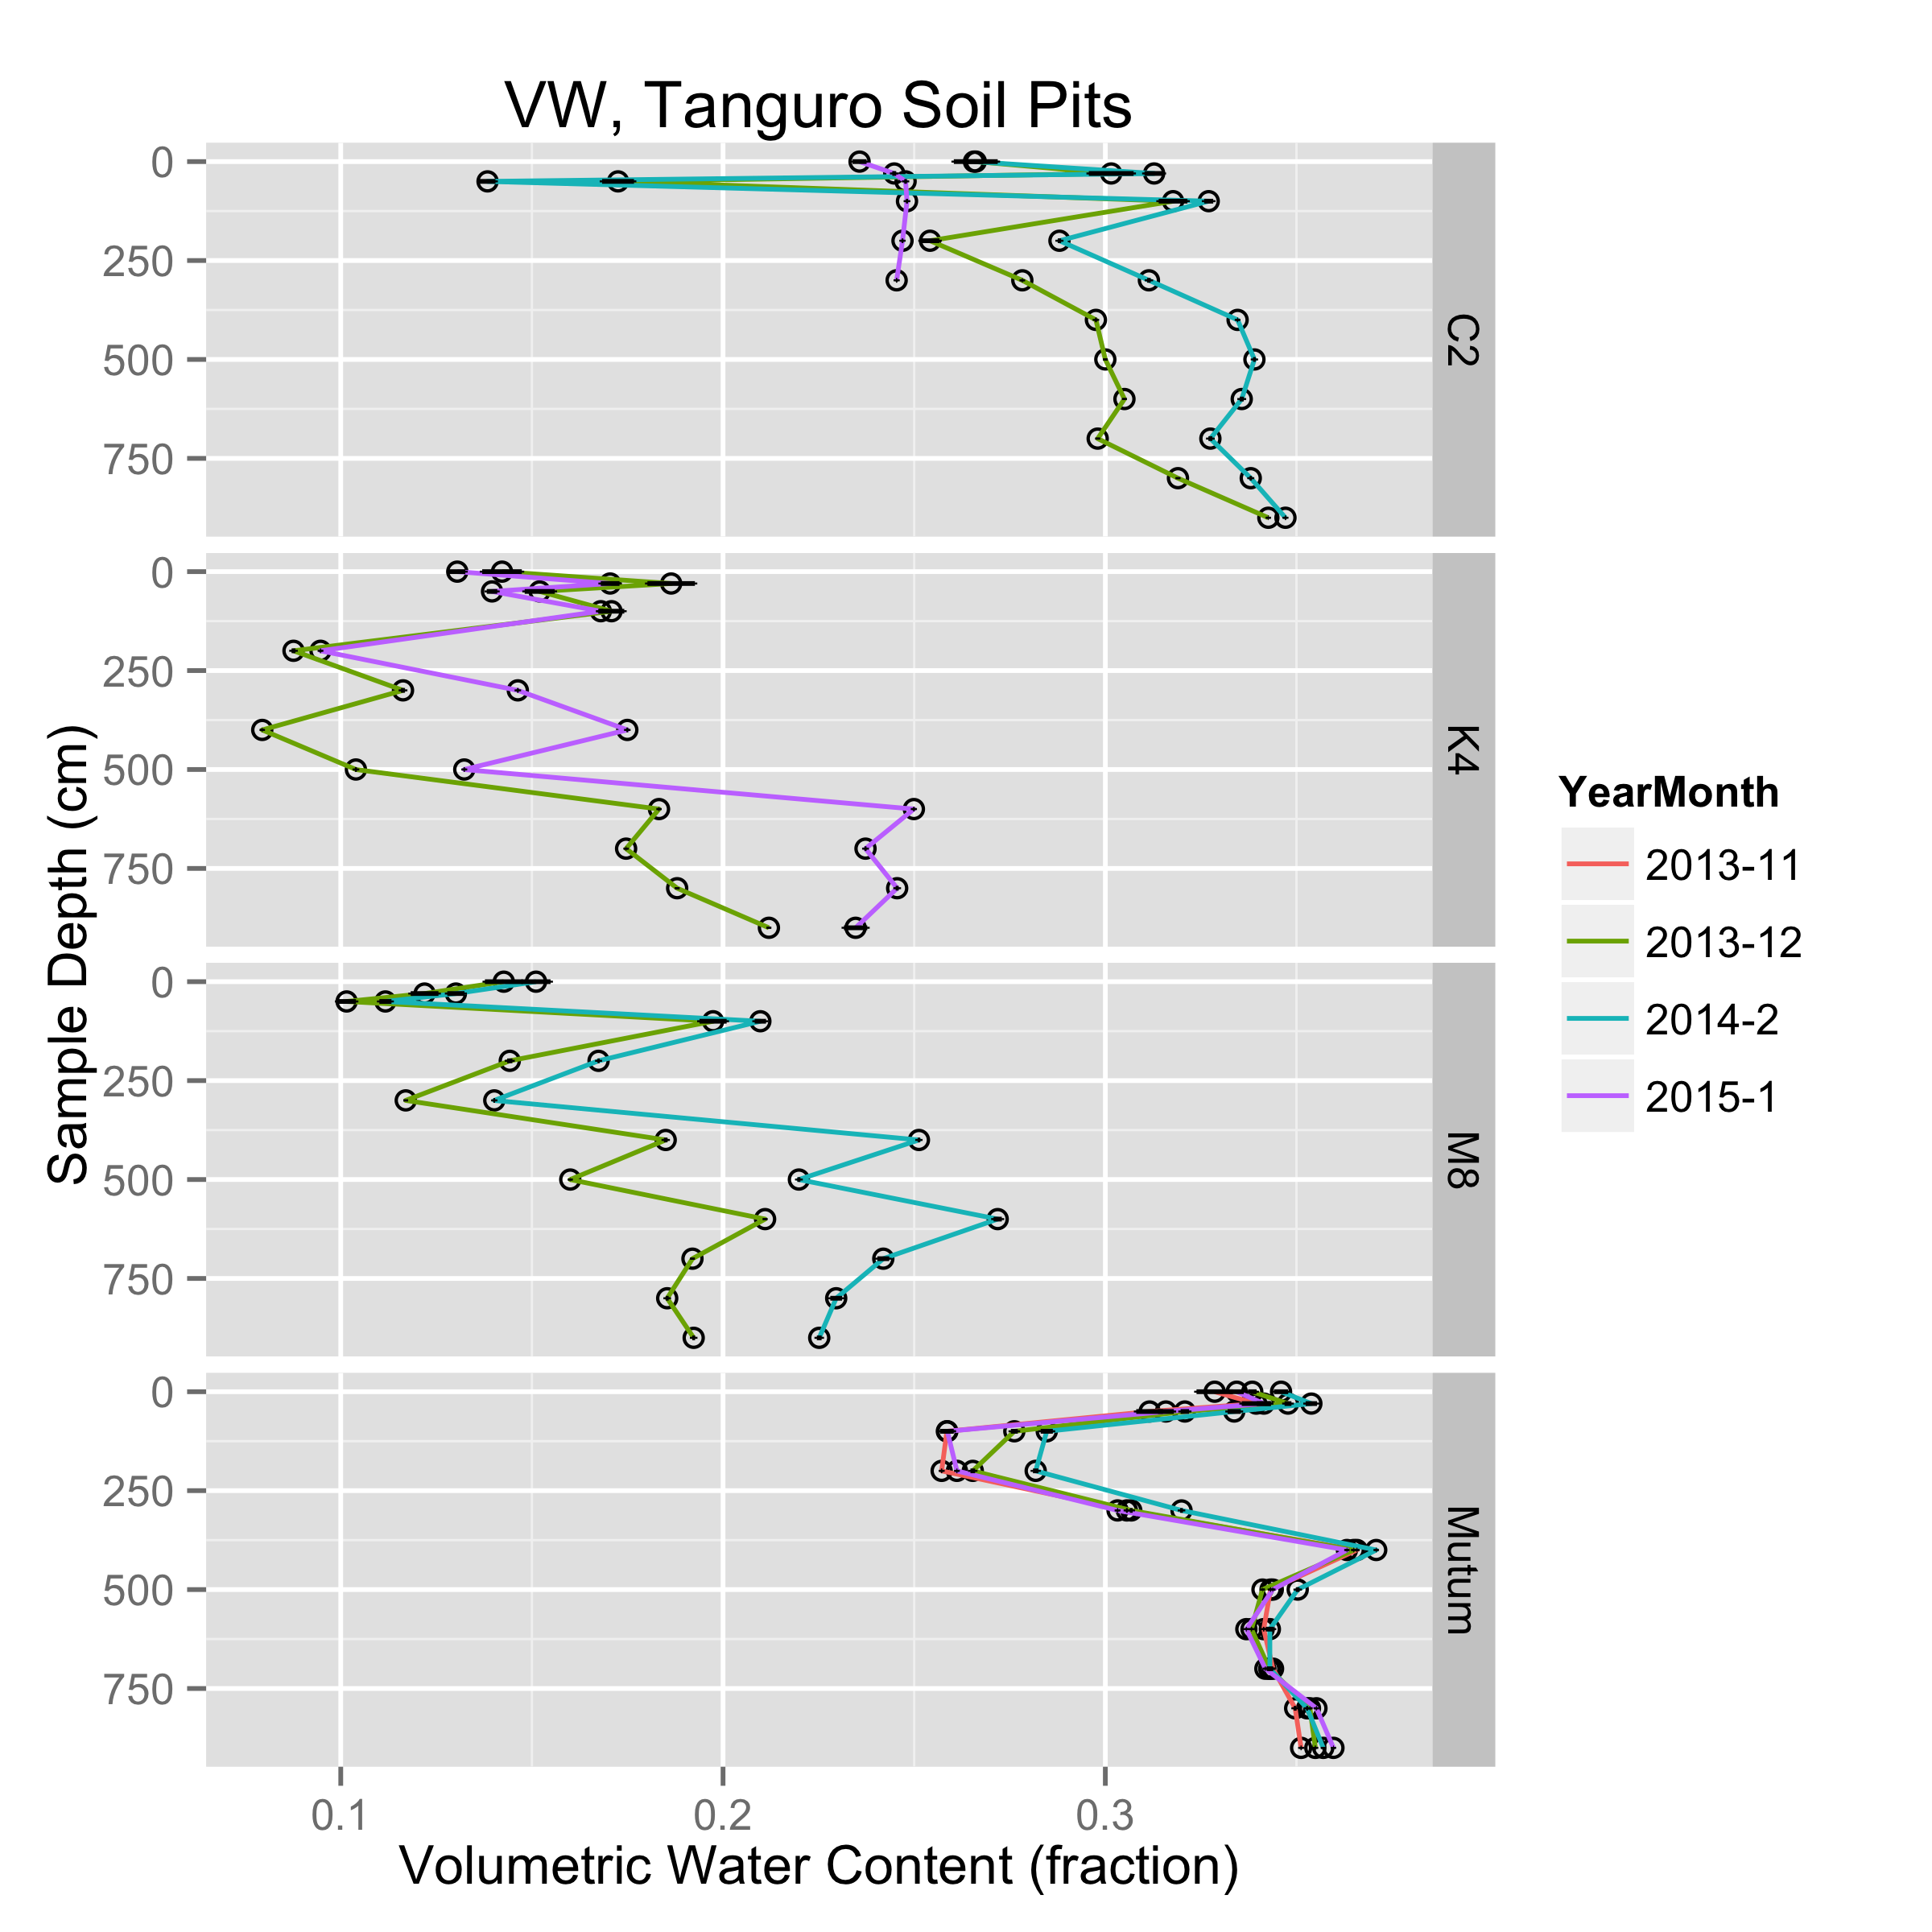 VW, Tanguro Soil Pits
0
250
500
750
C2
0
250
500
750
K4
0
250
500
750
M8
0
250
500
750
Mutum
0.1 0.2 0.3
Volumetric Water Content (fraction)
Sample Depth (cm)
YearMonth
2013-11
2013-12
2014-2
2015-1